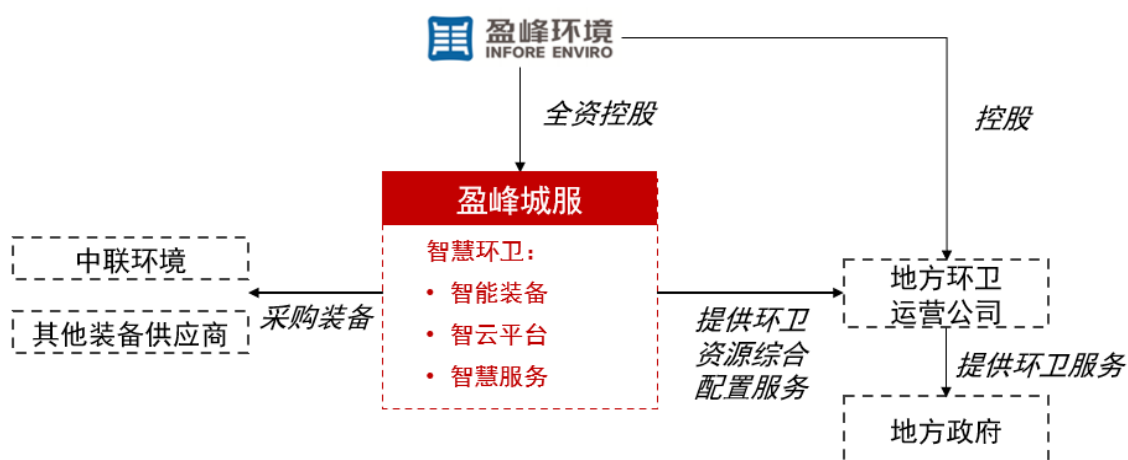 盈峰环境
INFORE ENVIRO
全资控股
控股
盈峰城服
智慧环卫：
• 智能装备
• 智云平台
• 智慧服务
中联环境
其他装备供应商
采购装备
提供环卫
资源综合
配置服务
地方环卫
运营公司
提供环卫服务
地方政府